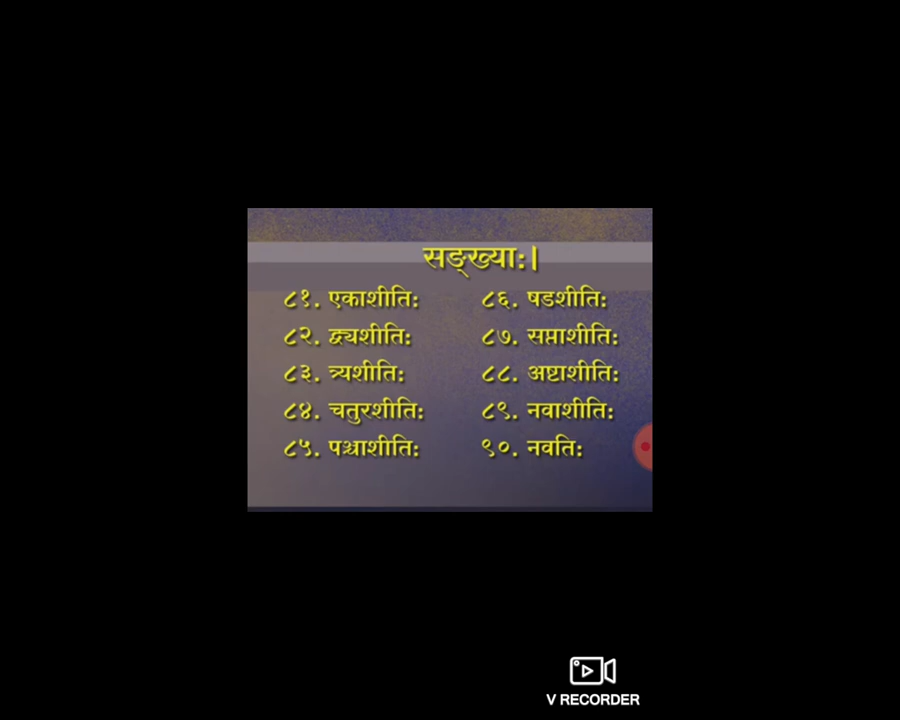 सङ्ख्याः।
८१. एकाशीतिः
८२. द्व्यशीतिः
८३. त्र्यशीतिः
८४. चतुरशीतिः
८५. पञ्चाशीतिः
८६. षडशीतिः
८७. सप्ताशीतिः
८८. अष्टाशीतिः
८९. नवाशीतिः
९०. नवतिः
V RECORDER